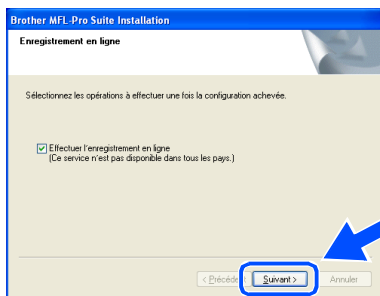 Brother MFL-Pro Suite Installation
Enregistrement en ligne
Sélectionnez les opérations à effectuer une fois la configuration achevée.
Effectuer l'enregistrement en ligne
(Ce service n'est pas disponible dans tous les pays.)
< Précéden Suivant > Annuler